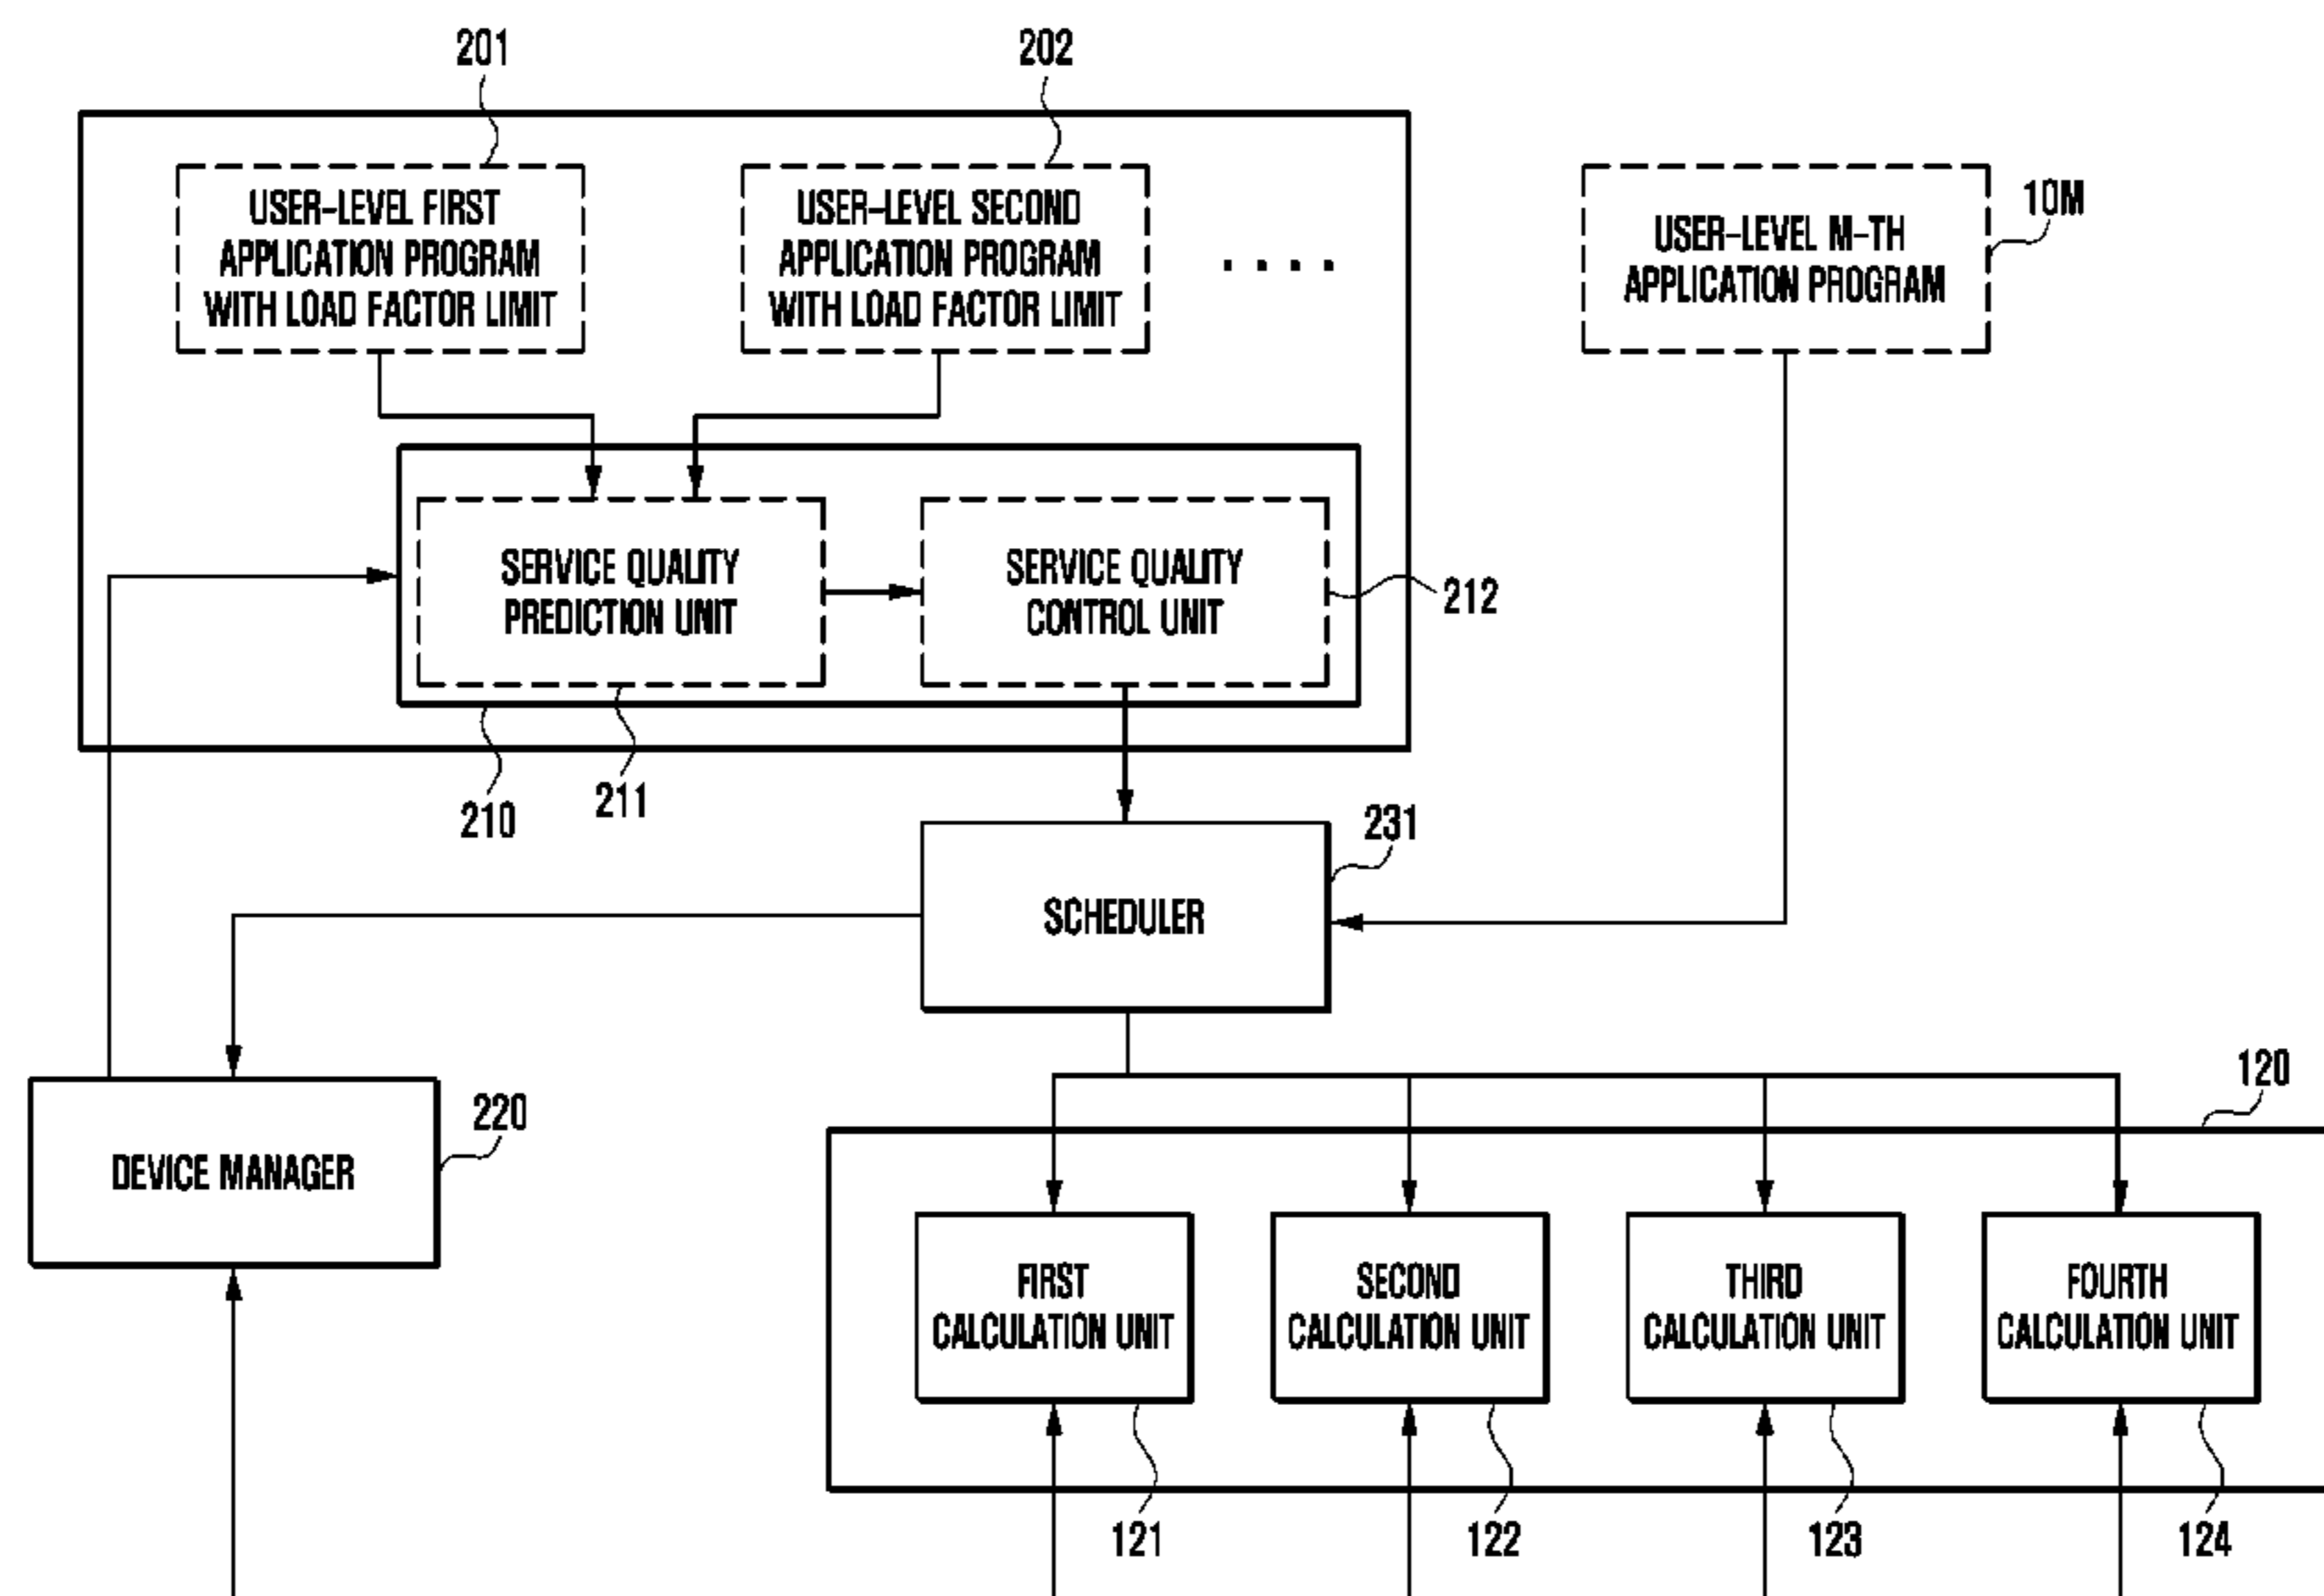 201
202
USER-LEVEL FIRST
APPLICATION PROGRAM
WITH LOAD FACTOR LIMIT
USER-LEVEL SECOND
APPLICATION PROGRAM
WITH LOAD FACTOR LIMIT
. . . .
USER-LEVEL M-TH
APPLICATION PROGRAM
10M
SERVICE QUALITY
PREDICTION UNIT
SERVICE QUALITY
CONTROL UNIT
212
210
211
231
SCHEDULER
DEVICE MANAGER
220
120
FIRST
CALCULATION UNIT
SECOND
CALCULATION UNIT
THIRD
CALCULATION UNIT
FOURTH
CALCULATION UNIT
121
122
123
124